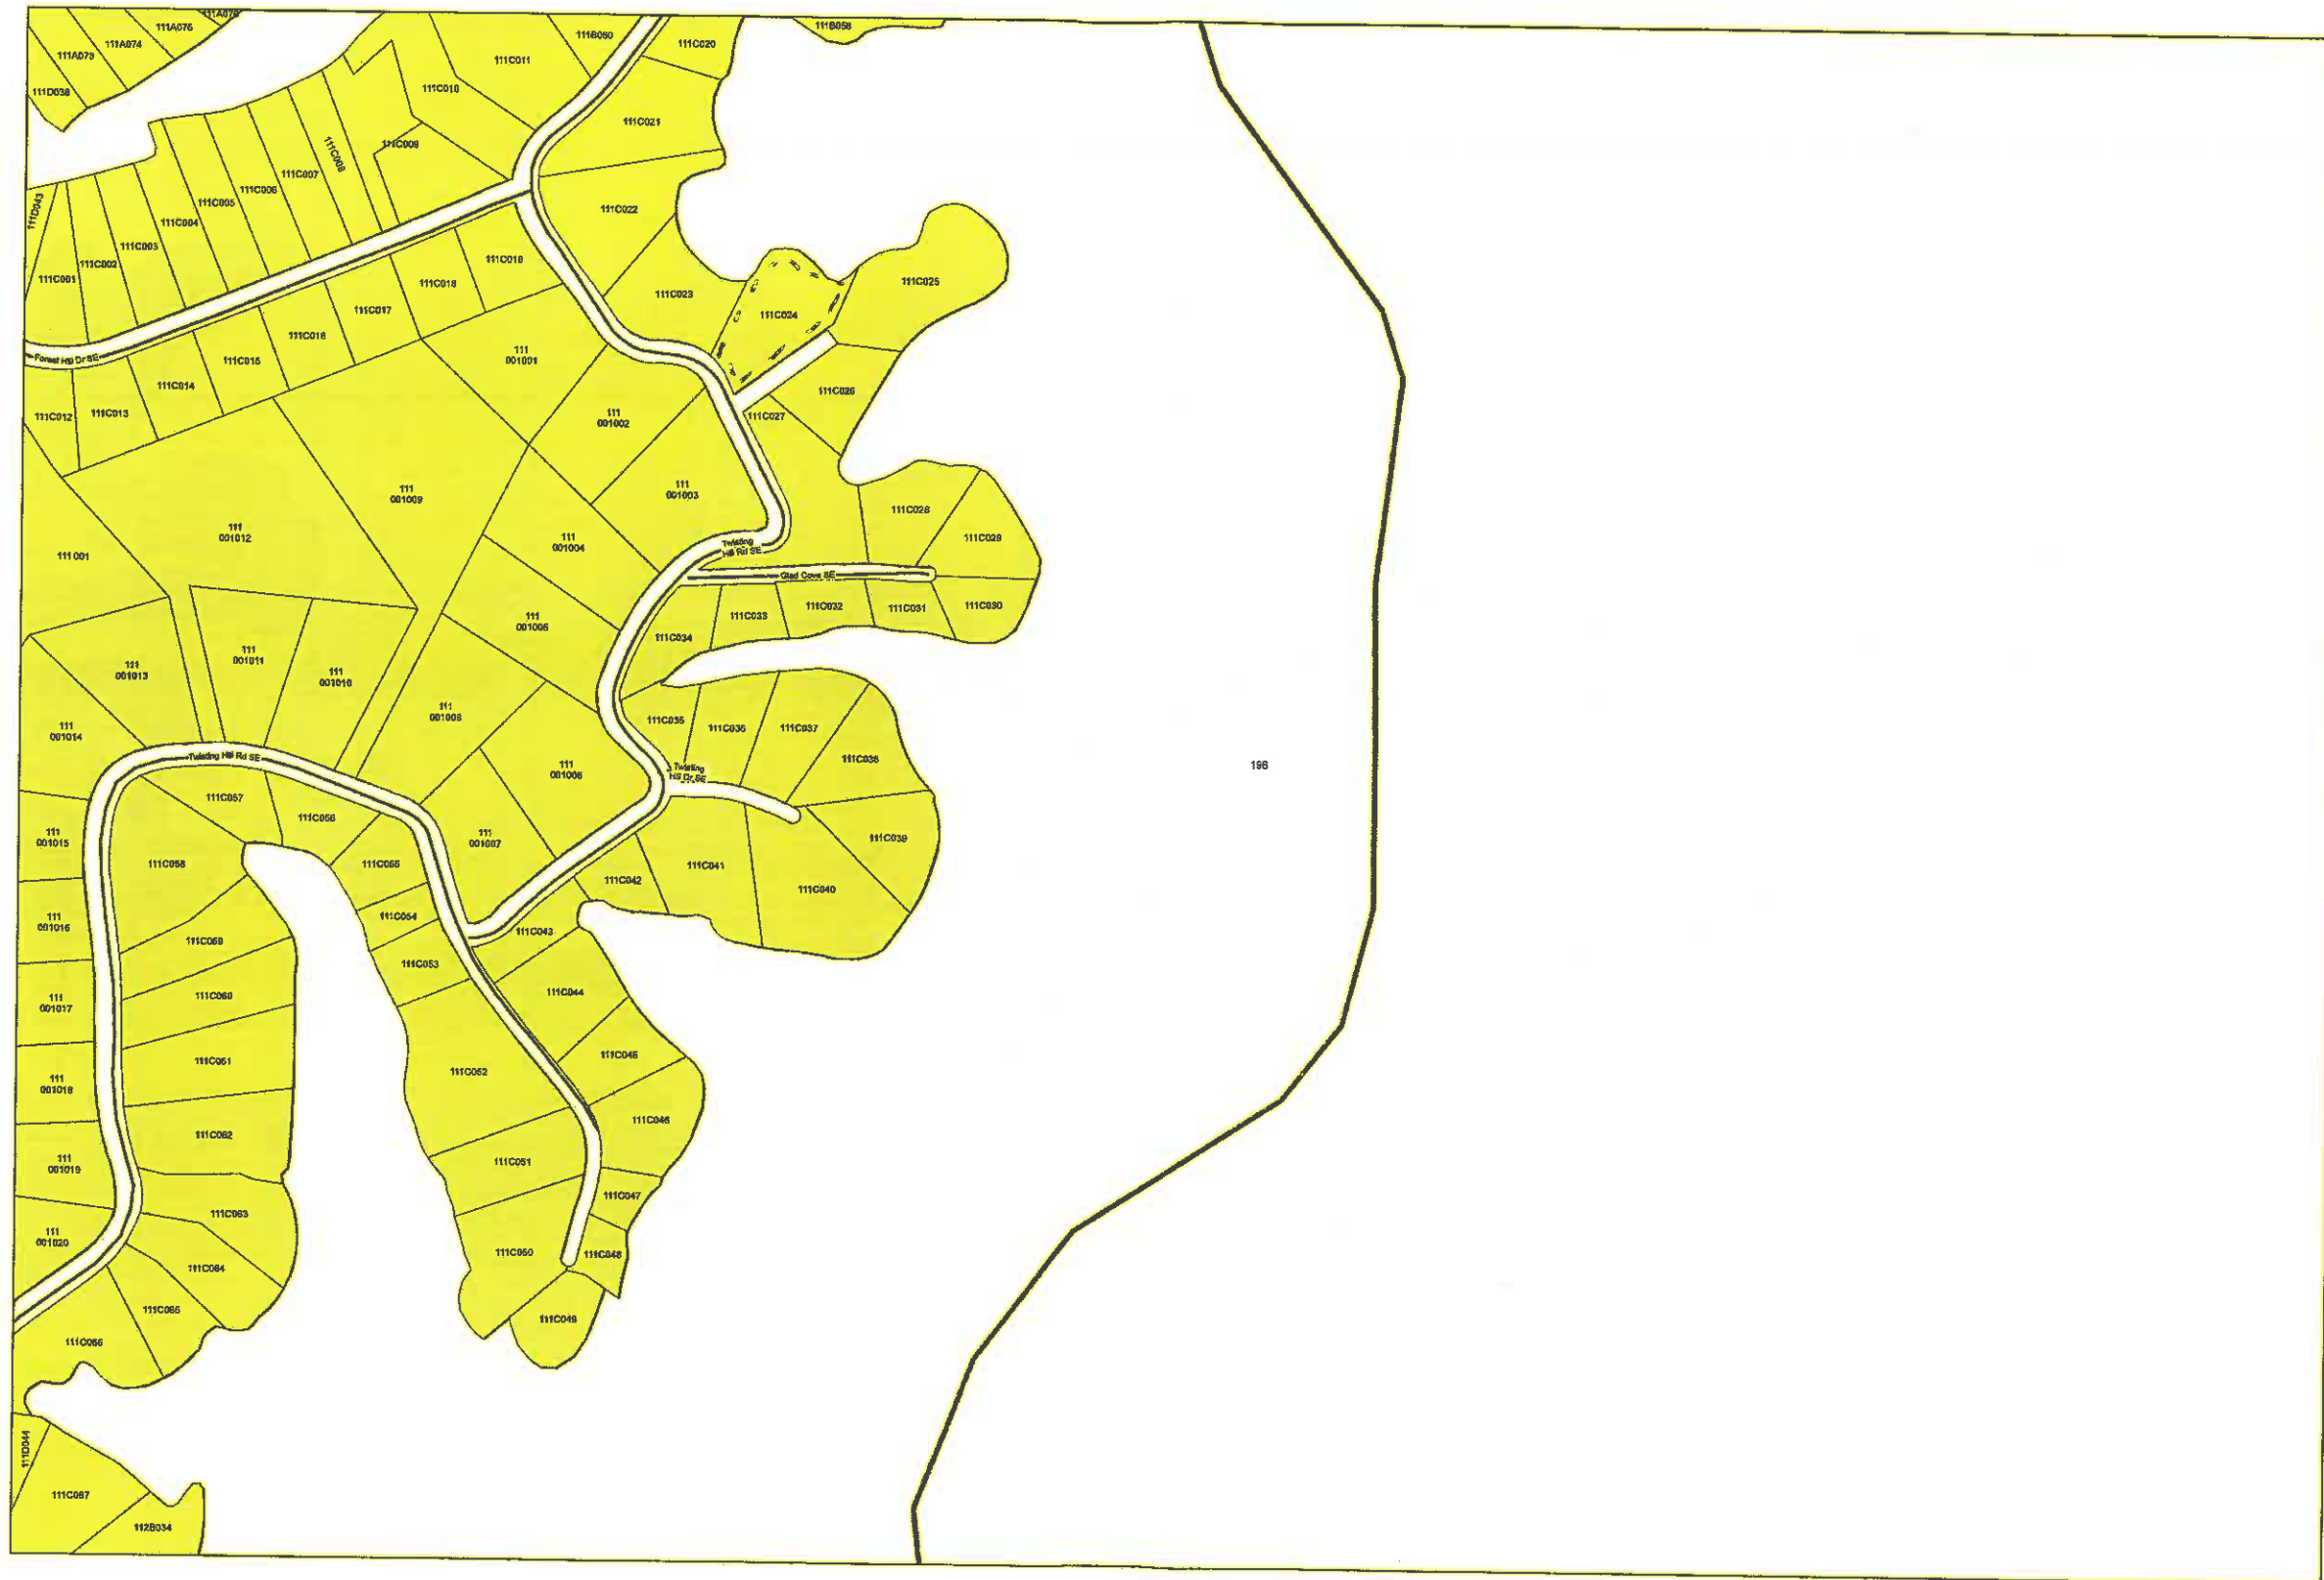 111A076
111A075
111A074
111A073
111D038
111B058
111B060
111C020
111C011
111C010
111C021
111C009
111C008
111C007
111C006
111C005
111C004
111C003
111C002
111C001
111D043
111C022
111C019
111C018
111C017
111C016
111C015
111C014
111C013
111C012
Forest Hill Dr SE
111C023
111C024
111C025
111C026
111C027
111
001001
111
001002
111
001003
111
001009
111
001004
111
001012
111 001
Twisting
Hill Rd SE
111C028
111C029
Glad Cove SE
111C030
111C031
111C032
111C033
111C034
111
001005
111
001011
111
001010
111
001013
111
001014
111
001008
111C035
111C036
111C037
111C038
Twisting
Hill Dr SE
111
001006
Twisting Hill Rd SE
198
111C057
111C056
111
001015
111
001007
111C058
111C055
111C039
111C041
111C042
111C040
111
001016
111C054
111C043
111C059
111C053
111C044
111C060
111
001017
111C045
111C061
111C052
111
001018
111C046
111C062
111
001019
111C051
111C047
111C063
111
001020
111C050
111C048
111C064
111C065
111C049
111C066
111D044
111C067
112B034